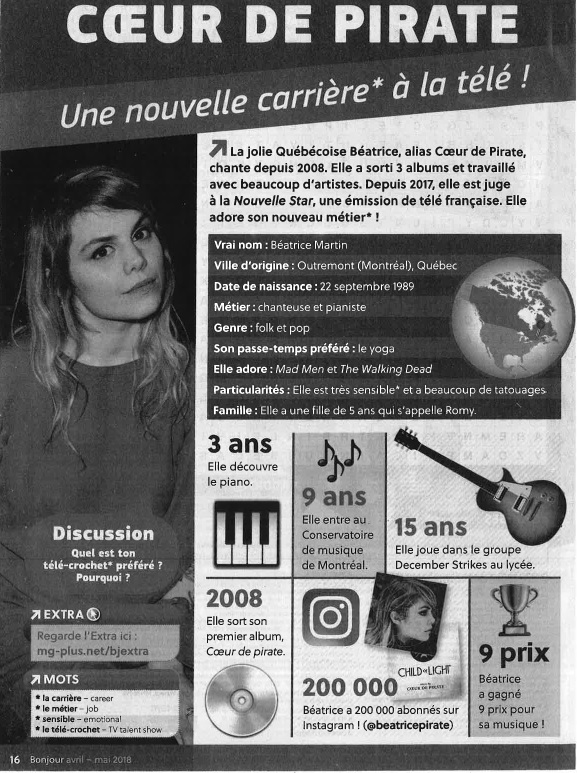 CŒUR DE PIRATE
Une nouvelle carrière* à la télé !
La jolie Québécoise Béatrice, alias Cœur de Pirate,
chante depuis 2008. Elle a sorti 3 albums et travaillé
avec beaucoup d'artistes. Depuis 2017, elle est juge
à la Nouvelle Star, une émission de télé française. Elle
adore son nouveau métier* !
Vrai nom : Béatrice Martin
Ville d'origine : Outremont (Montréal), Québec
Date de naissance : 22 septembre 1989
Métier : chanteuse et pianiste
Genre : folk et pop
Son passe-temps préféré : le yoga
Elle adore : Mad Men et The Walking Dead
Particularités : Elle est très sensible* et a beaucoup de tatouages
Famille : Elle a une fille de 5 ans qui s'appelle Romy.
3 ans
Elle découvre
le piano.
9 ans
Elle entre au
Conservatoire
de musique
de Montréal.
15 ans
Elle joue dans le groupe
December Strikes au lycée.
2008
Elle sort son
premier album,
Cœur de pirate.
CHILD OF LIGHT
CŒUR DE PIRATE
200 000
Béatrice a 200 000 abonnés sur
Instagram ! (@beatricepirate)
9 prix
Béatrice
a gagné
9 prix pour
sa musique !
Discussion
Quel est ton
télé-crochet* préféré ?
Pourquoi ?
EXTRA
Regarde l'Extra ici :
mg-plus.net/bjextra
MOTS
* la carrière – career
* le métier – job
* sensible – emotional
* le télé-crochet – TV talent show
16 Bonjour avril – mai 2018